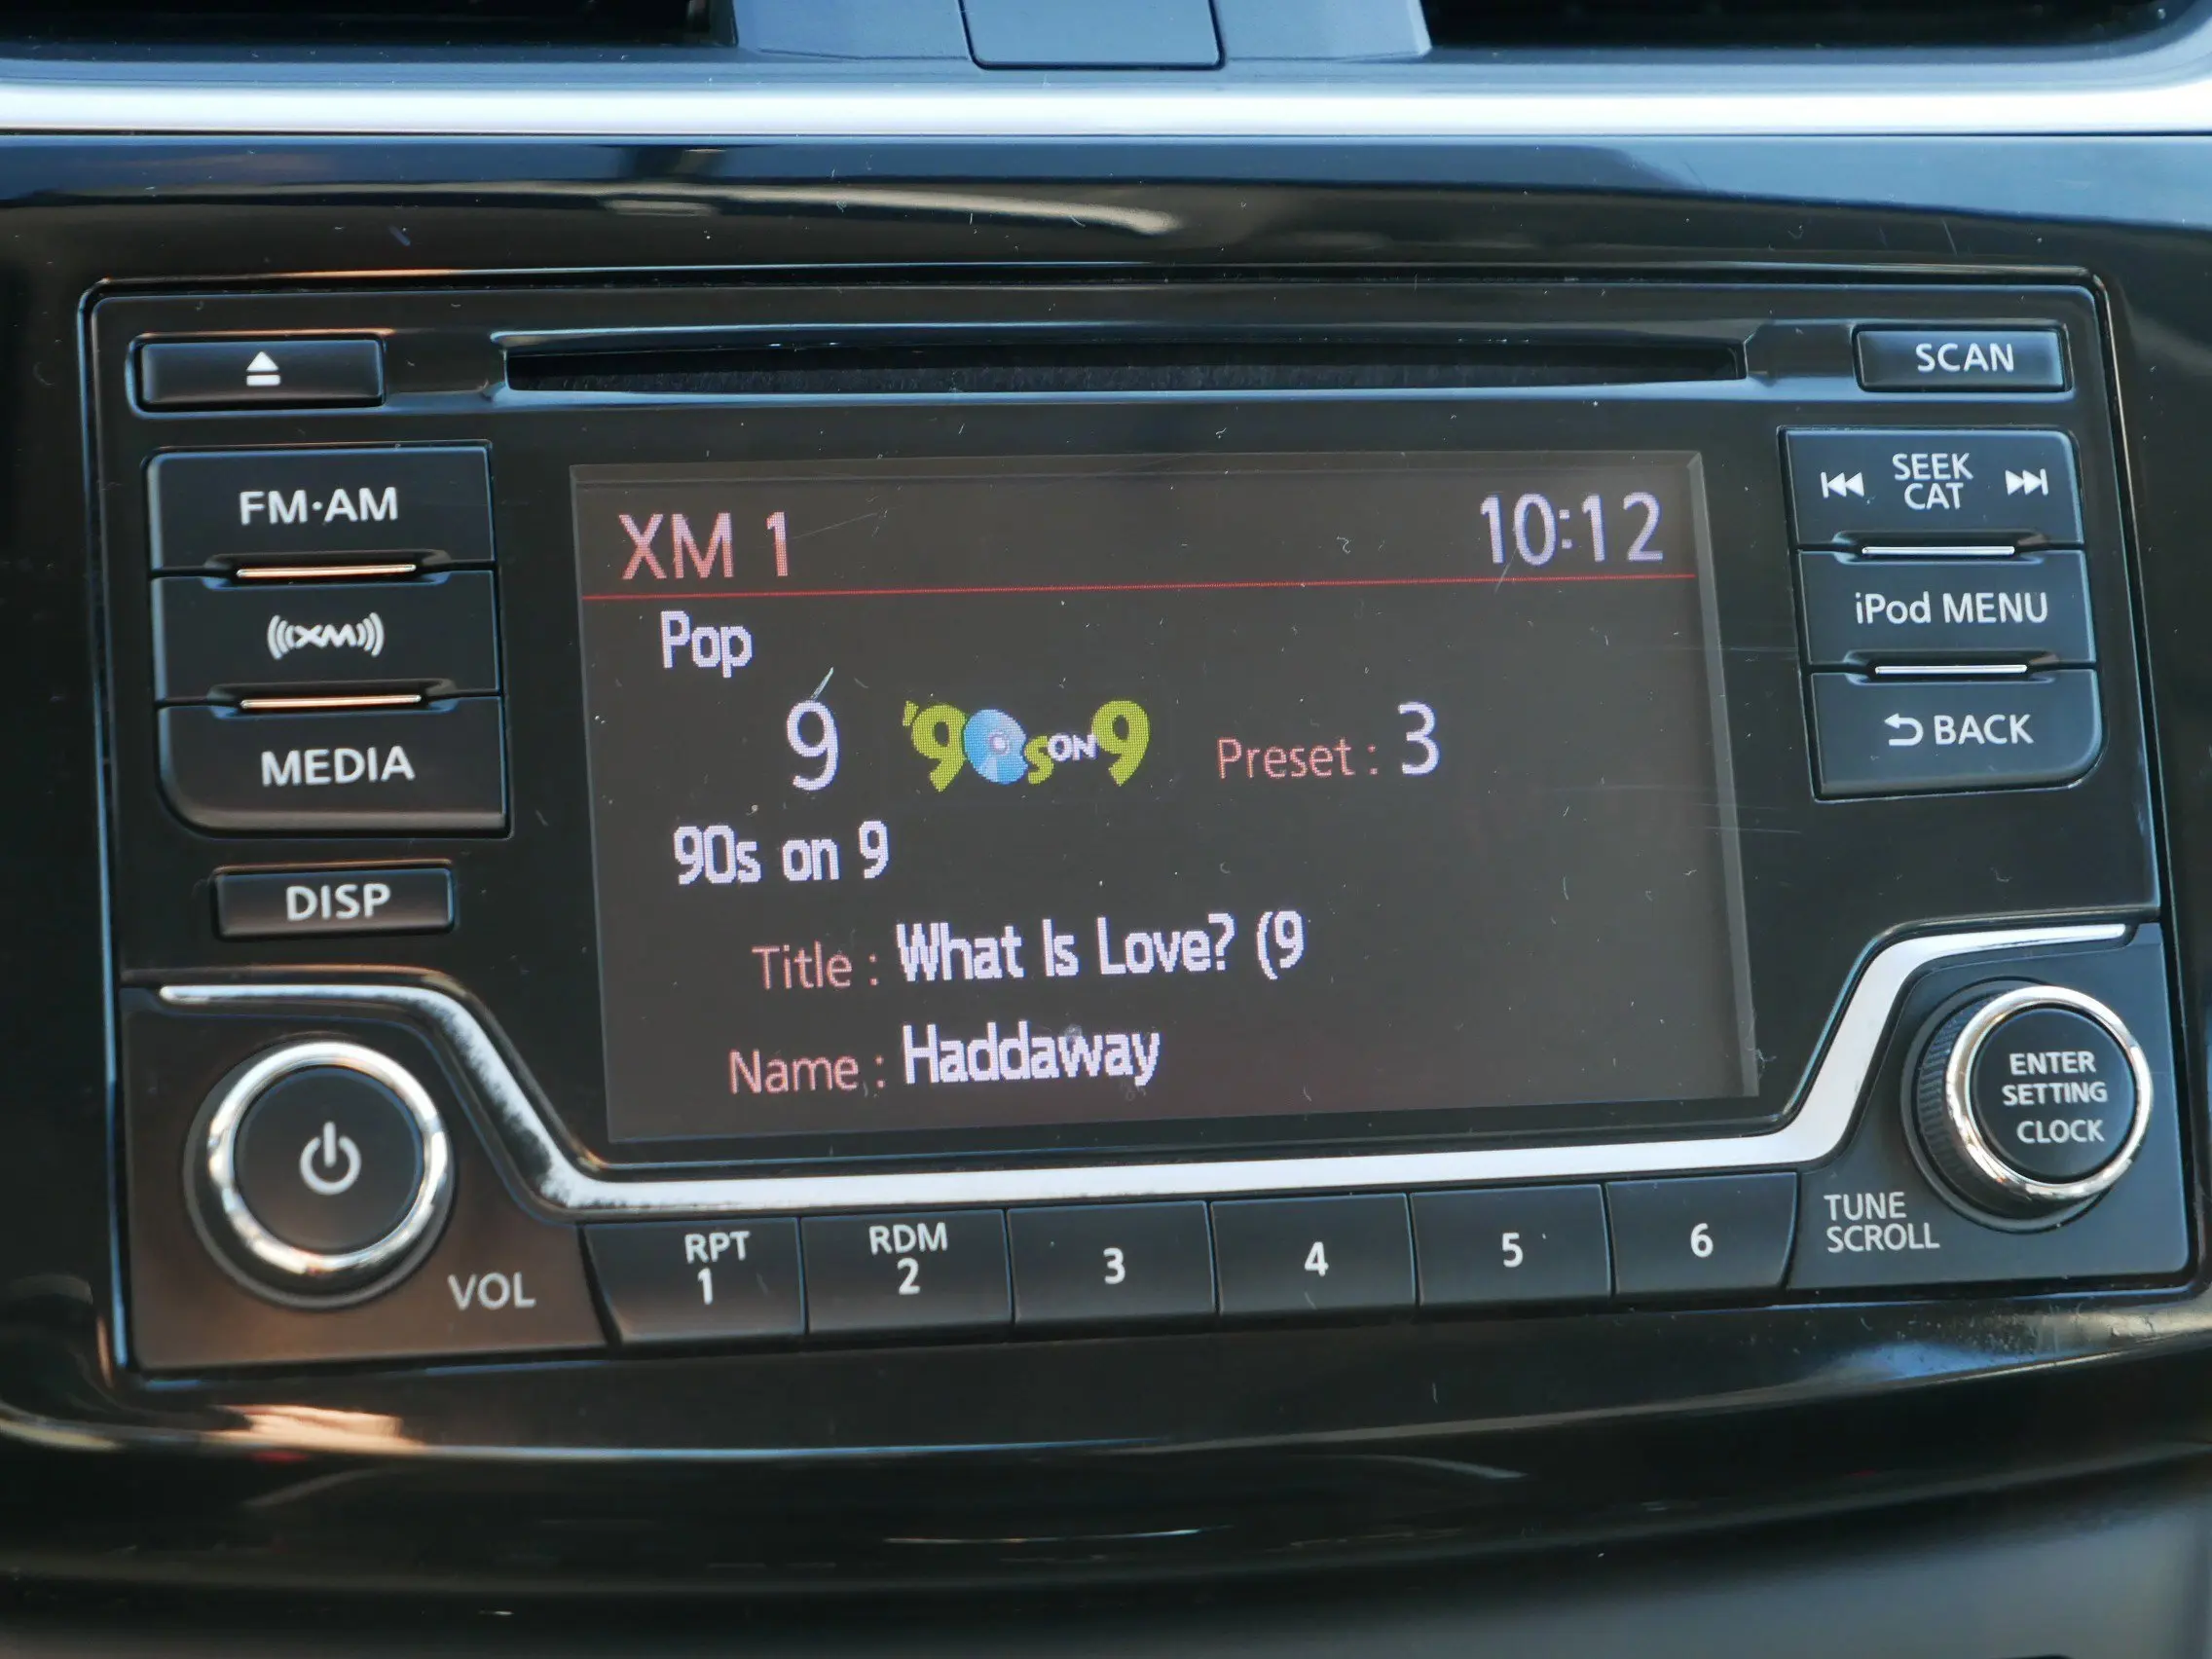 SCAN
FM·AM
XM
MEDIA
DISP
VOL
XM 1 10:12
Pop
9 '90s ON 9 Preset : 3
90s on 9
Title : What Is Love? (9
Name : Haddaway
SEEK
CAT
iPod MENU
BACK
ENTER
SETTING
CLOCK
TUNE
SCROLL
RPT
1
RDM
2
3
4
5
6